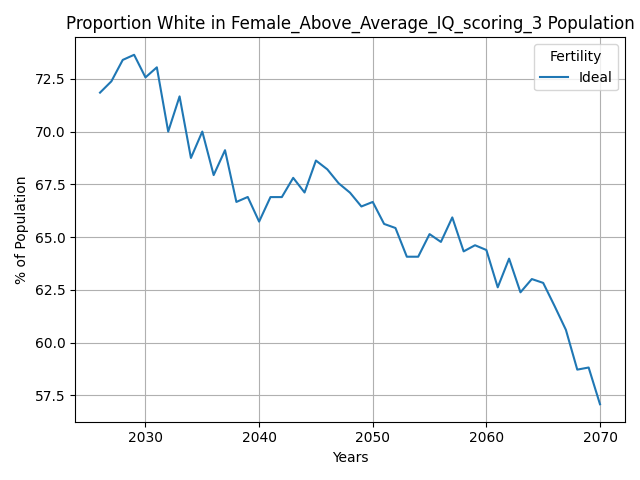 Proportion White in Female_Above_Average_IQ_scoring_3 Population
Fertility
Ideal
72.5
70.0
67.5
65.0
62.5
60.0
57.5
% of Population
2030 2040 2050 2060 2070
Years